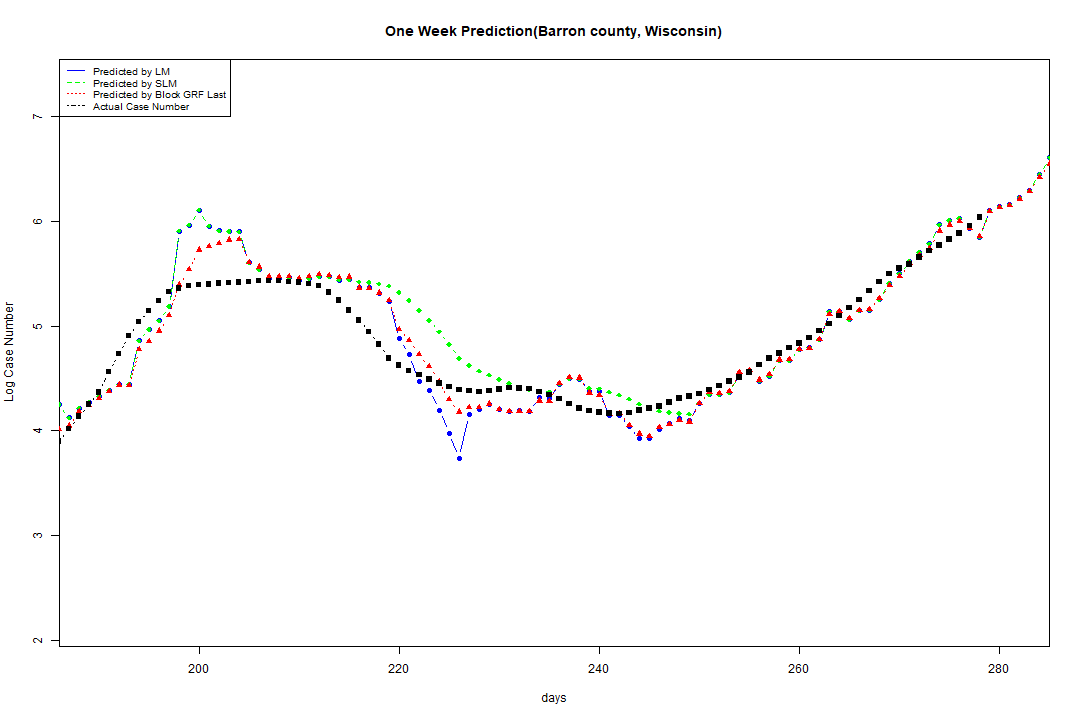 One Week Prediction(Barron county, Wisconsin)
Predicted by LM
Predicted by SLM
Predicted by Block GRF Last
Actual Case Number
7
6
5
4
3
2
Log Case Number
200 220 240 260 280
days